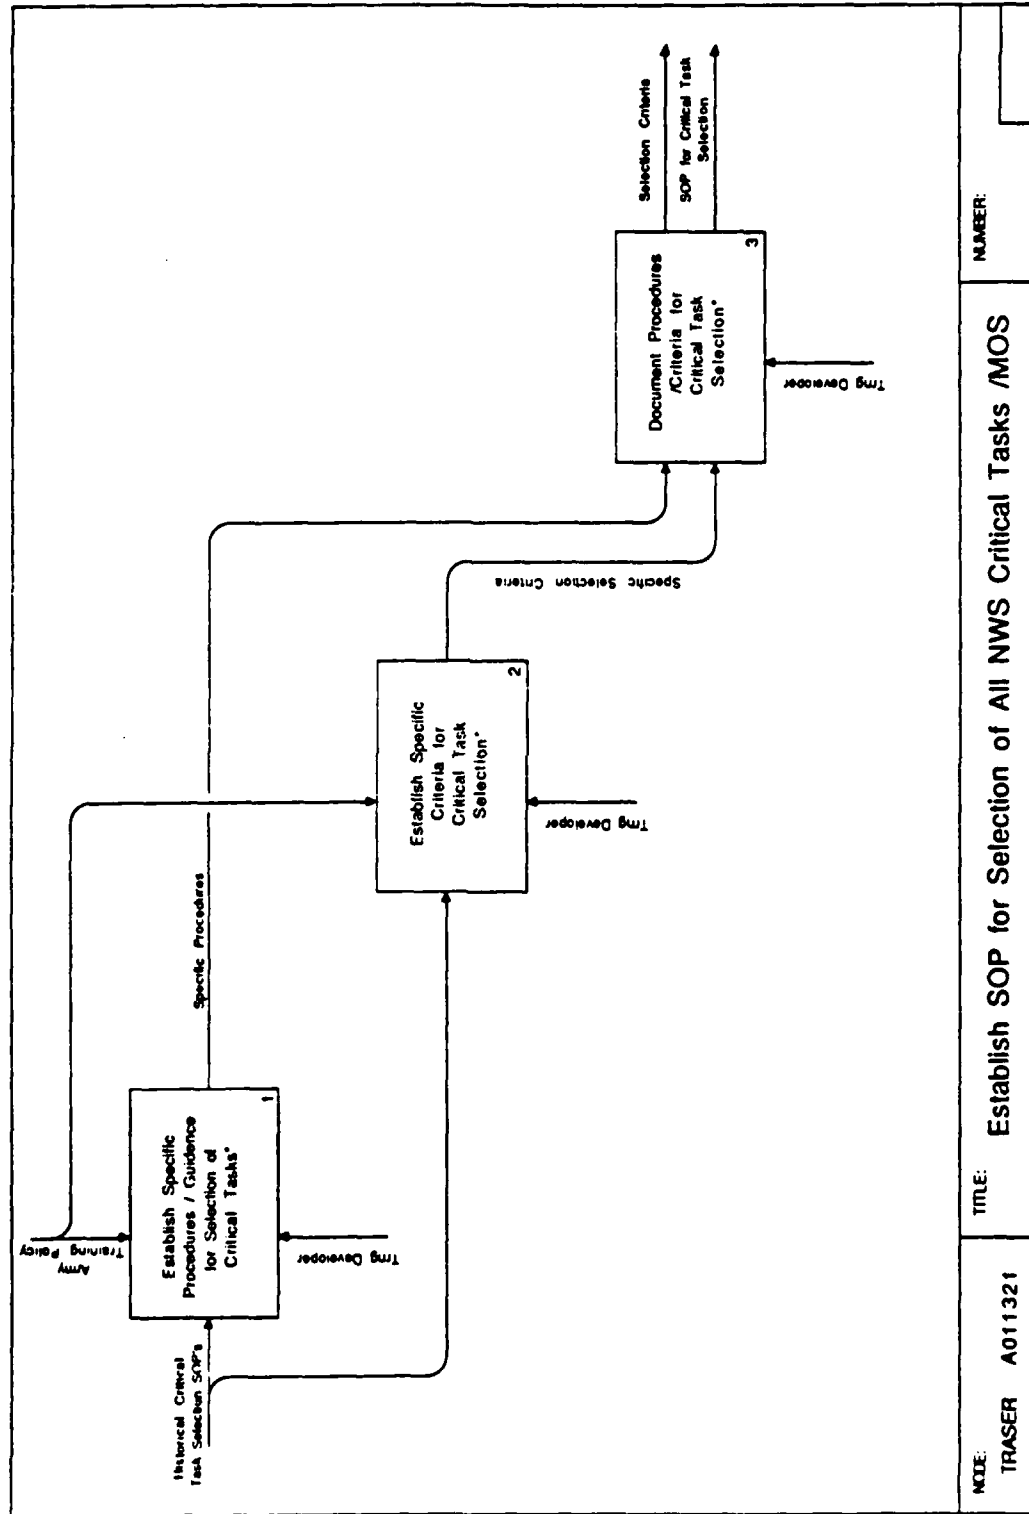 Army
Training Policy
Historical Critical
Task Selection SOP's
Establish Specific
Procedures / Guidence
for Selection of
Critical Tasks*
1
Trng Developer
Specific Procedures
Establish Specific
Criteria for
Critical Task
Selection*
2
Trng Developer
Specific Selection Criteria
Document Procedures
/Criteria for
Critical Task
Selection*
3
Trng Developer
Selection Criteria
SOP for Critical Task
Selection
NODE:
TRASER A011321
TITLE:
Establish SOP for Selection of All NWS Critical Tasks /MOS
NUMBER: